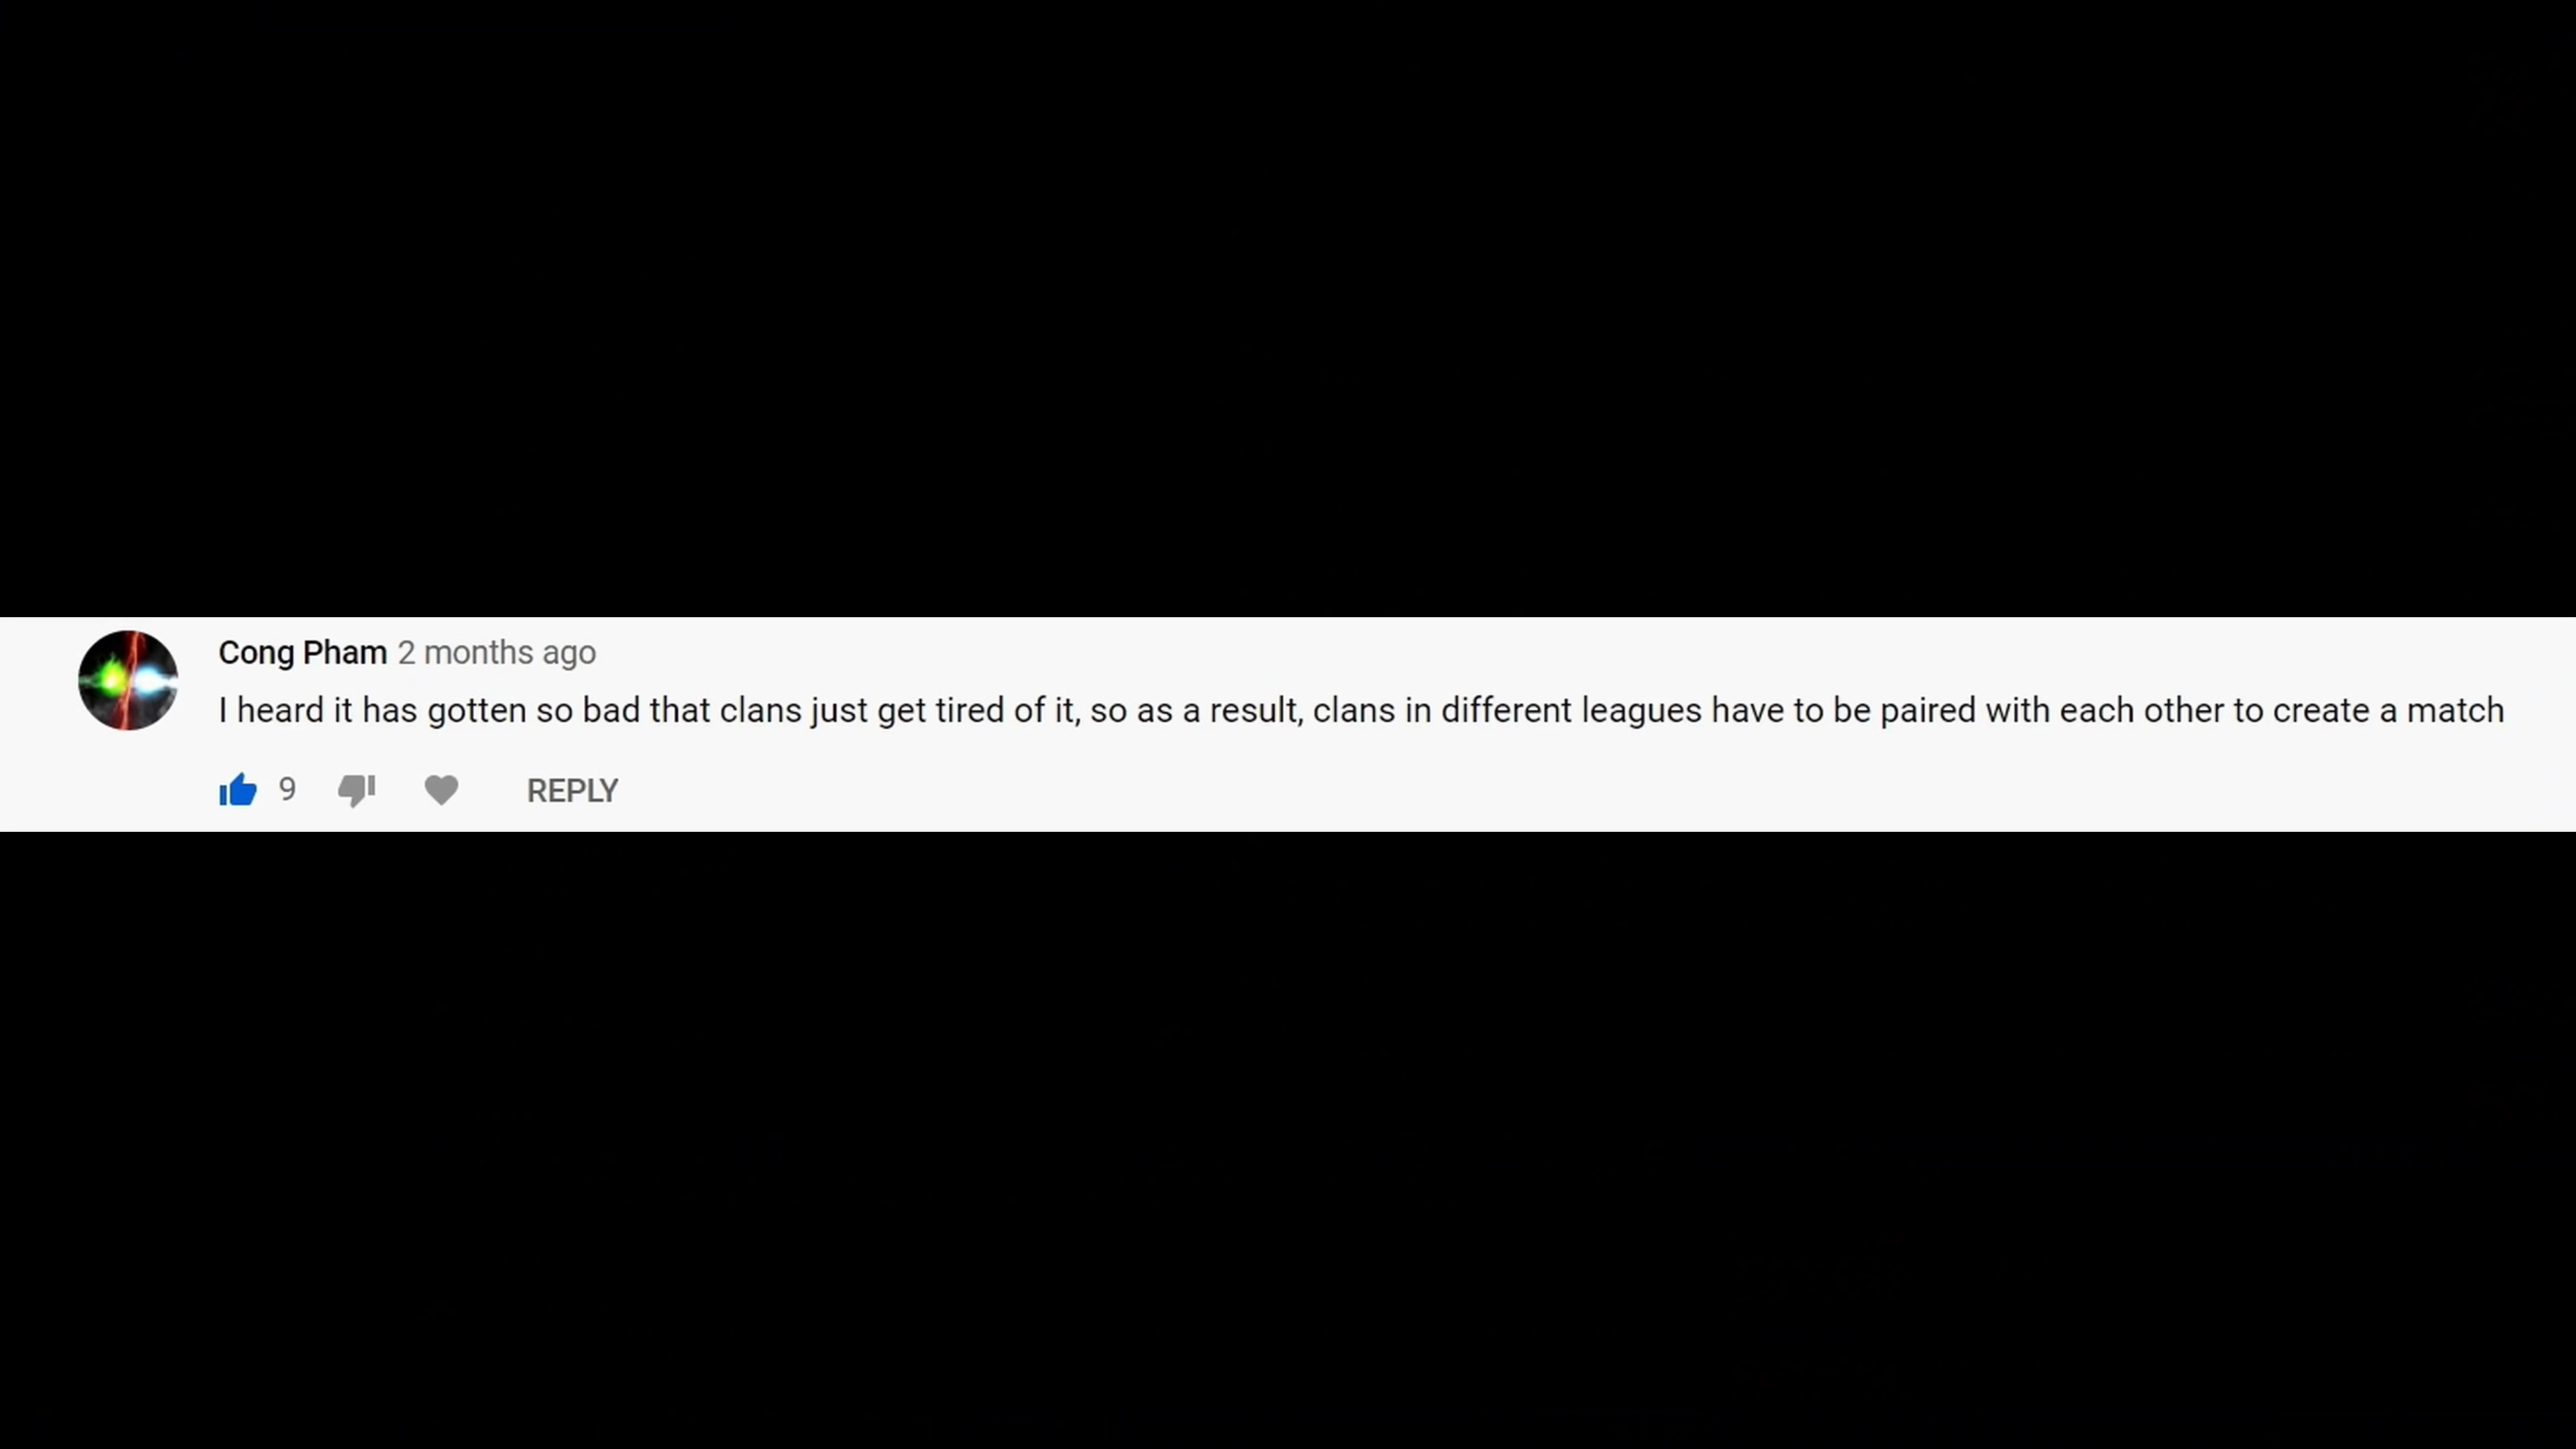 Cong Pham 2 months ago
I heard it has gotten so bad that clans just get tired of it, so as a result, clans in different leagues have to be paired with each other to create a match
9 REPLY